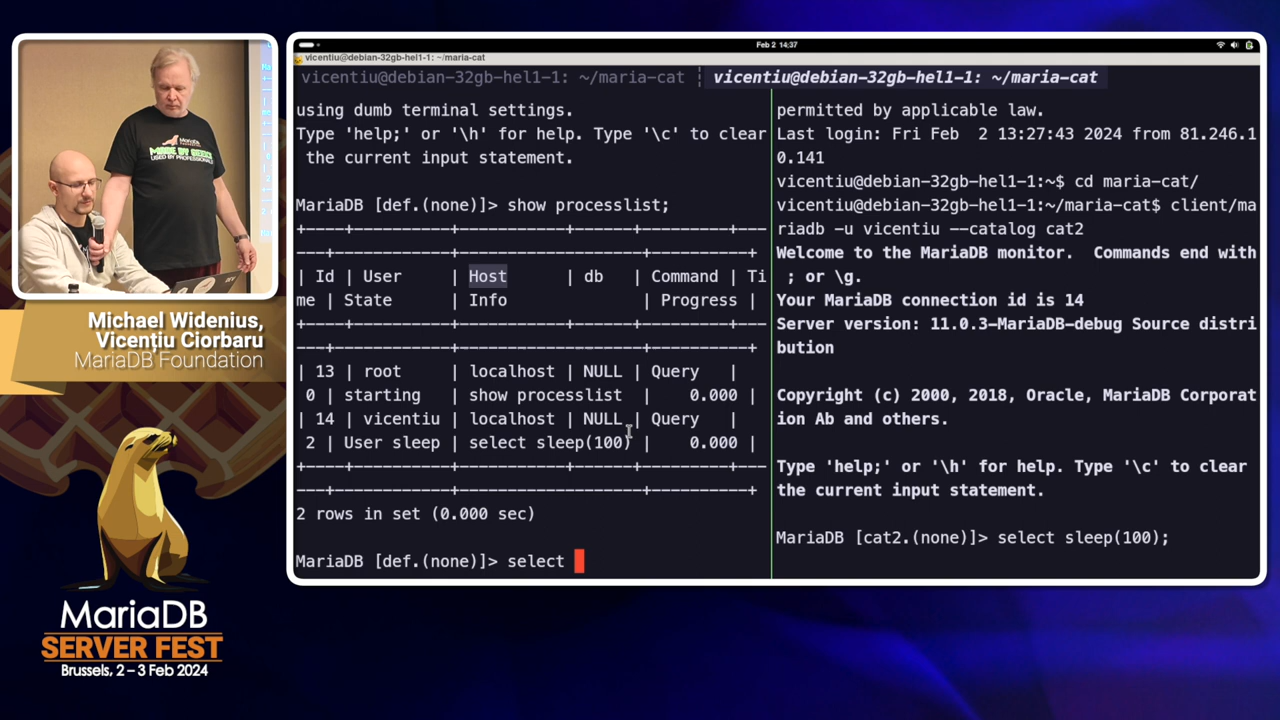 Feb 2 14:37
vicentiu@debian-32gb-hel1-1: ~/maria-cat
vicentiu@debian-32gb-hel1-1: ~/maria-cat
vicentiu@debian-32gb-hel1-1: ~/maria-cat
using dumb terminal settings.
Type 'help;' or '\h' for help. Type '\c' to clear
the current input statement.
MariaDB [def.(none)]> show processlist;
+----+-----------+-----------+------+---------+---
---+-----------+------------------+----------+
| Id | User | Host | db | Command | Ti
me | State | Info | Progress |
+----+-----------+-----------+------+---------+---
---+-----------+------------------+----------+
| 13 | root | localhost | NULL | Query |
0 | starting | show processlist | 0.000 |
| 14 | vicentiu | localhost | NULL | Query |
2 | User sleep | select sleep(100) | 0.000 |
+----+-----------+-----------+------+---------+---
---+-----------+------------------+----------+
2 rows in set (0.000 sec)
MariaDB [def.(none)]> select
permitted by applicable law.
Last login: Fri Feb 2 13:27:43 2024 from 81.246.1
0.141
vicentiu@debian-32gb-hel1-1:~$ cd maria-cat/
vicentiu@debian-32gb-hel1-1:~/maria-cat$ client/ma
riadb -u vicentiu --catalog cat2
Welcome to the MariaDB monitor. Commands end with
; or \g.
Your MariaDB connection id is 14
Server version: 11.0.3-MariaDB-debug Source distri
bution
Copyright (c) 2000, 2018, Oracle, MariaDB Corporat
ion Ab and others.
Type 'help;' or '\h' for help. Type '\c' to clear
the current input statement.
MariaDB [cat2.(none)]> select sleep(100);
MADE BY GEEKS
USED BY PROFESSIONALS
Michael Widenius,
Vicențiu Ciorbaru
MariaDB Foundation
MariaDB
SERVER FEST
Brussels, 2 – 3 Feb 2024